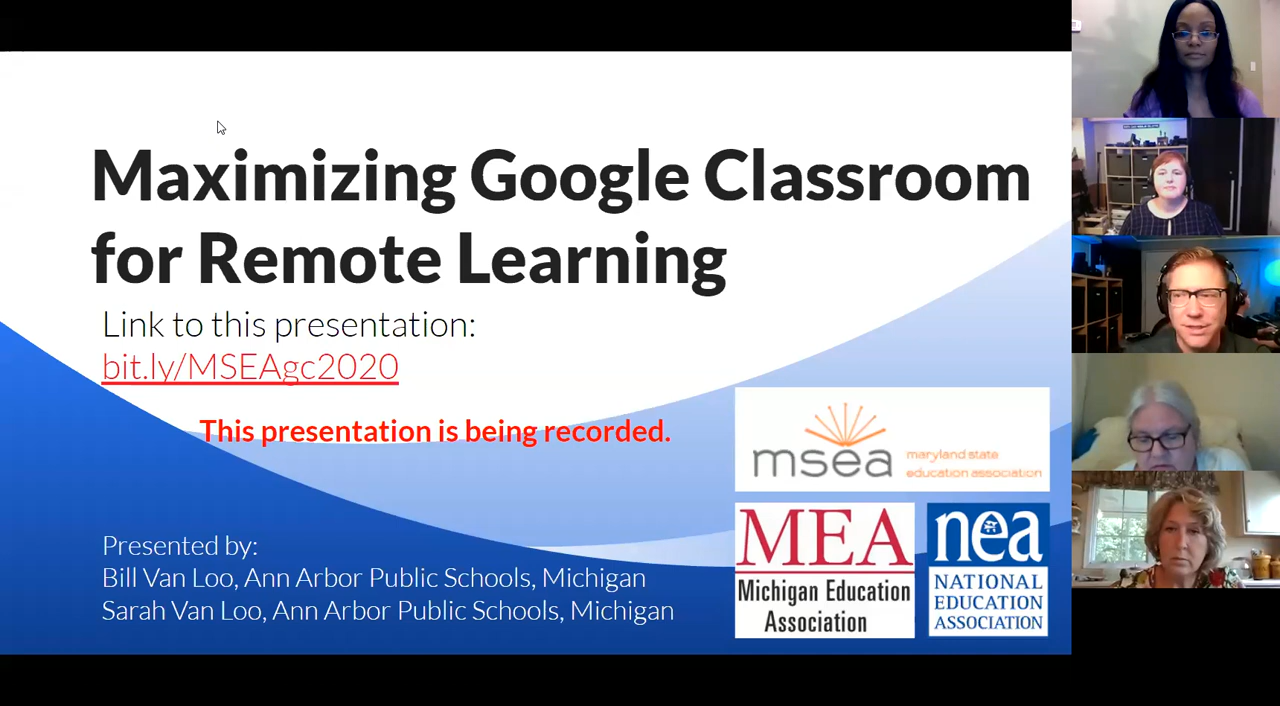 Maximizing Google Classroom
for Remote Learning
Link to this presentation:
bit.ly/MSEAgc2020
This presentation is being recorded.
msea
maryland state
education association
MEA
Michigan Education
Association
nea
NATIONAL
EDUCATION
ASSOCIATION
Presented by:
Bill Van Loo, Ann Arbor Public Schools, Michigan
Sarah Van Loo, Ann Arbor Public Schools, Michigan